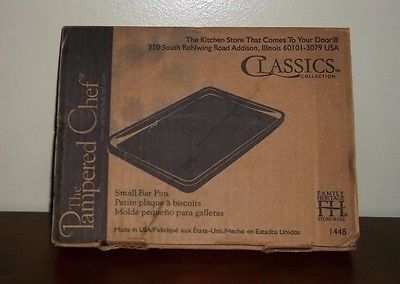 The Kitchen Store That Comes To Your Door®
350 South Rohlwing Road Addison, Illinois 60101-3079 USA
CLASSICS
COLLECTION
The
Pampered Chef®
Small Bar Pan
Petite plaque à biscuits
Molde pequeño para galletas
FAMILY
HERITAGE
FH
STONEWARE
Made in USA/Fabriqué aux États-Unis/Hecho en Estados Unidos
1448